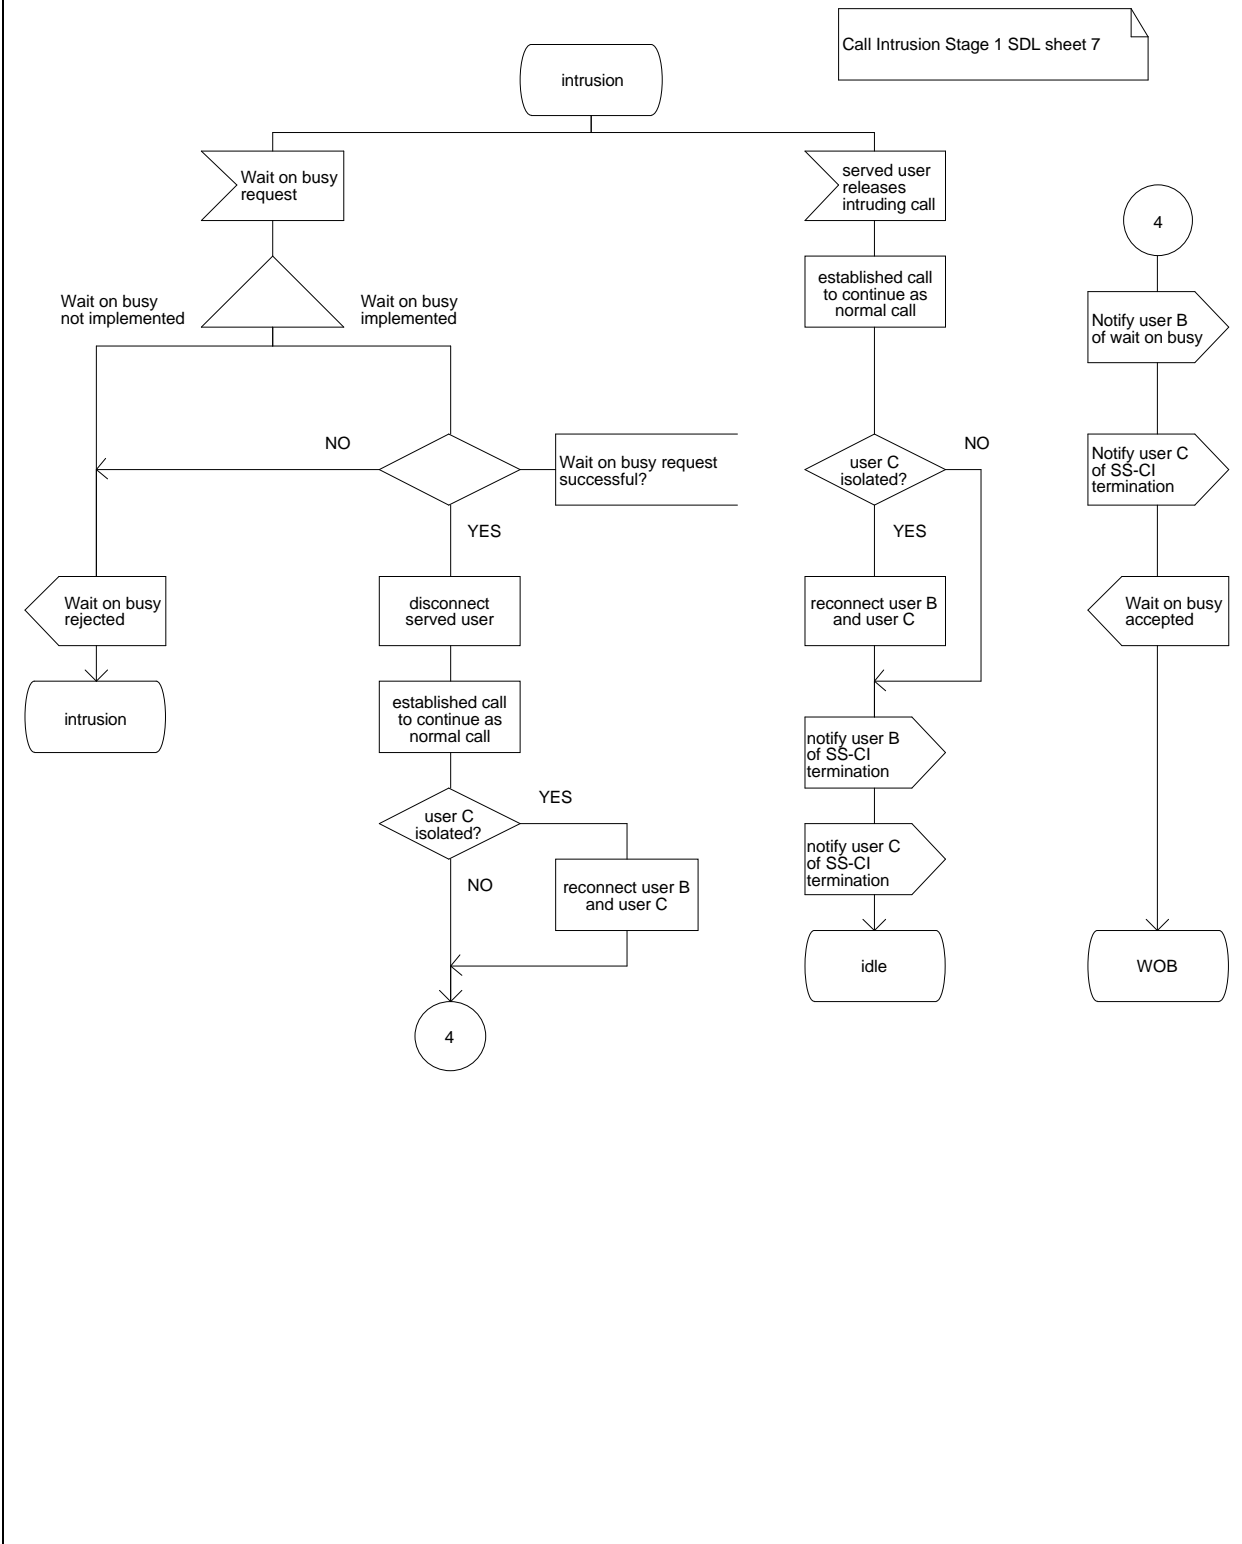 Call Intrusion Stage 1 SDL sheet 7
intrusion
Wait on busy
request
served user
releases
intruding call
4
established call
to continue as
normal call
Wait on busy
not implemented
Wait on busy
implemented
Notify user B
of wait on busy
NO
Wait on busy request
successful?
user C
isolated?
NO
Notify user C
of SS-CI
termination
YES
YES
Wait on busy
rejected
disconnect
served user
reconnect user B
and user C
Wait on busy
accepted
intrusion
established call
to continue as
normal call
notify user B
of SS-CI
termination
user C
isolated?
YES
notify user C
of SS-CI
termination
NO
reconnect user B
and user C
idle
WOB
4